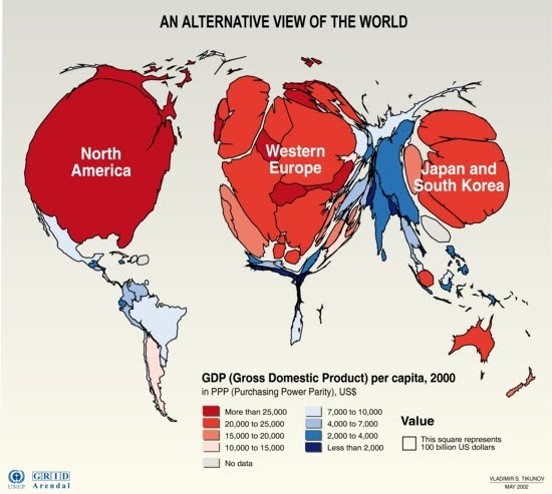 AN ALTERNATIVE VIEW OF THE WORLD
North
America
Western
Europe
Japan and
South Korea
GDP (Gross Domestic Product) per capita, 2000
in PPP (Purchasing Power Parity), US$
More than 25,000
20,000 to 25,000
15,000 to 20,000
10,000 to 15,000
No data
7,000 to 10,000
4,000 to 7,000
2,000 to 4,000
Less than 2,000
Value
This square represents
100 billion US dollars
UNEP
GRID
Arendal
VLADIMIR S. TIKUNOV
MAY 2002